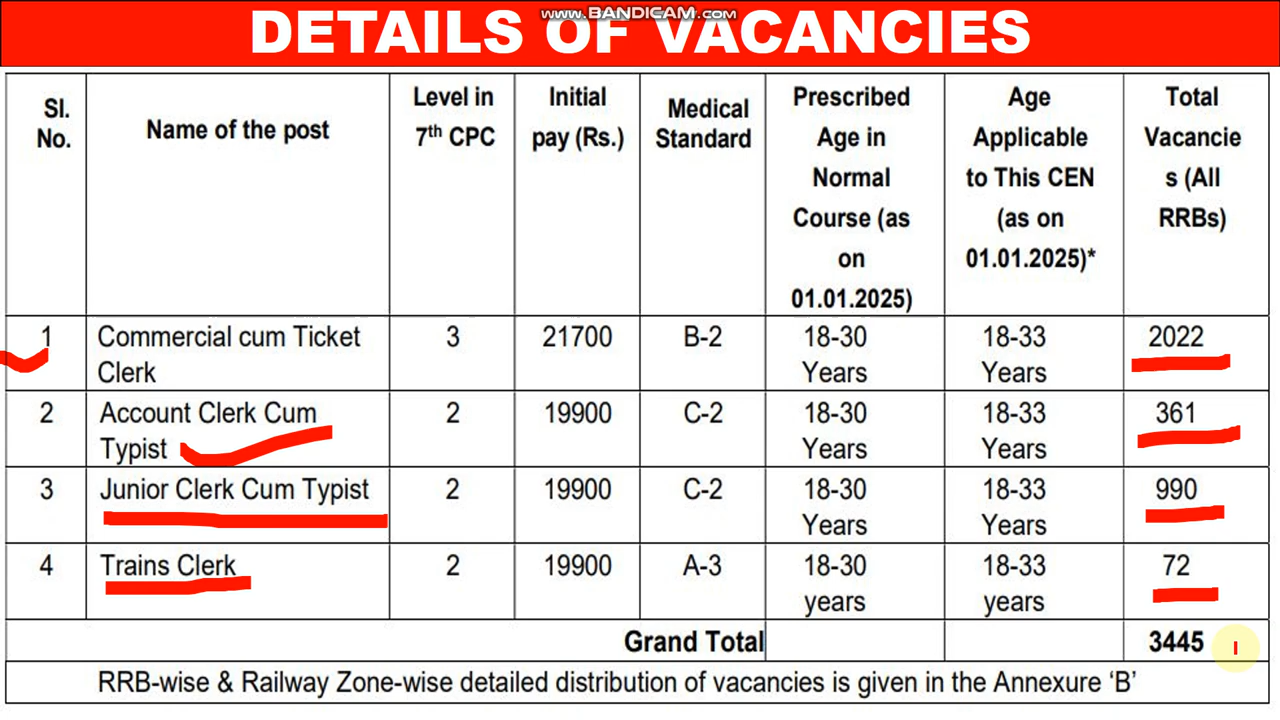 www.BANDICAM.com
DETAILS OF VACANCIES
Sl. No. | Name of the post | Level in 7th CPC | Initial pay (Rs.) | Medical Standard | Prescribed Age in Normal Course (as on 01.01.2025) | Age Applicable to This CEN (as on 01.01.2025)* | Total Vacancie s (All RRBs)
1 | Commercial cum Ticket Clerk | 3 | 21700 | B-2 | 18-30 Years | 18-33 Years | 2022
2 | Account Clerk Cum Typist | 2 | 19900 | C-2 | 18-30 Years | 18-33 Years | 361
3 | Junior Clerk Cum Typist | 2 | 19900 | C-2 | 18-30 Years | 18-33 Years | 990
4 | Trains Clerk | 2 | 19900 | A-3 | 18-30 years | 18-33 years | 72
Grand Total | 3445
RRB-wise & Railway Zone-wise detailed distribution of vacancies is given in the Annexure ‘B’